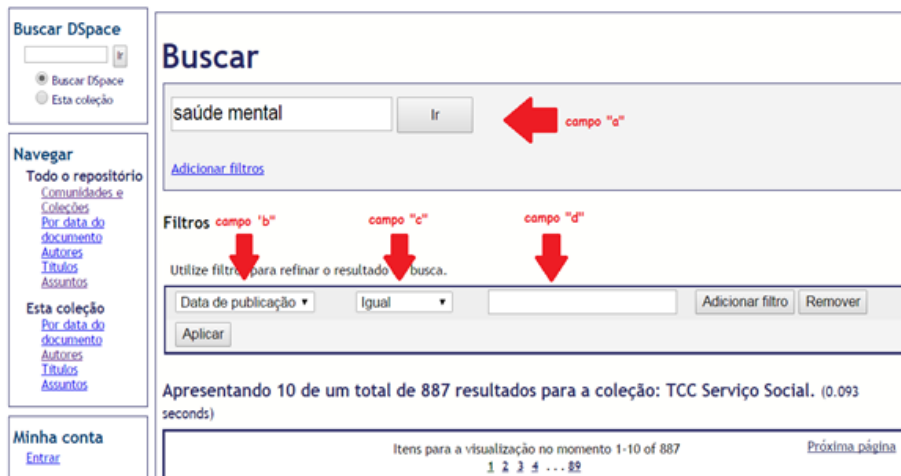 Buscar DSpace
Ir
Buscar DSpace
Esta coleção
Navegar
Todo o repositório
Comunidades e
Coleções
Por data do
documento
Autores
Títulos
Assuntos
Esta coleção
Por data do
documento
Autores
Títulos
Assuntos
Minha conta
Entrar
Buscar
saúde mental Ir campo "a"
Adicionar filtros
Filtros campo 'b" campo "c" campo "d"
Utilize filtros para refinar o resultado busca.
Data de publicação Igual Adicionar filtro Remover
Aplicar
Apresentando 10 de um total de 887 resultados para a coleção: TCC Serviço Social. (0.093
seconds)
Itens para a visualização no momento 1-10 of 887 Próxima página
1 2 3 4 ... 89